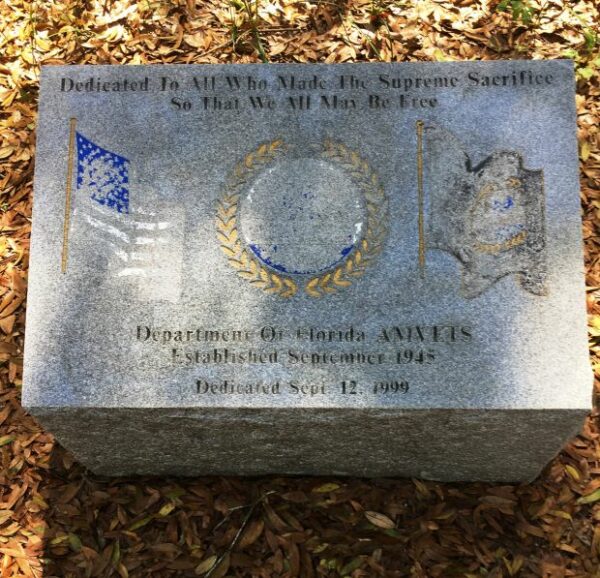 Dedicated To All Who Made The Supreme Sacrifice
So That We All May Be Free
Department Of Florida AMVETS
Established September 1945
Dedicated Sept. 12, 1999